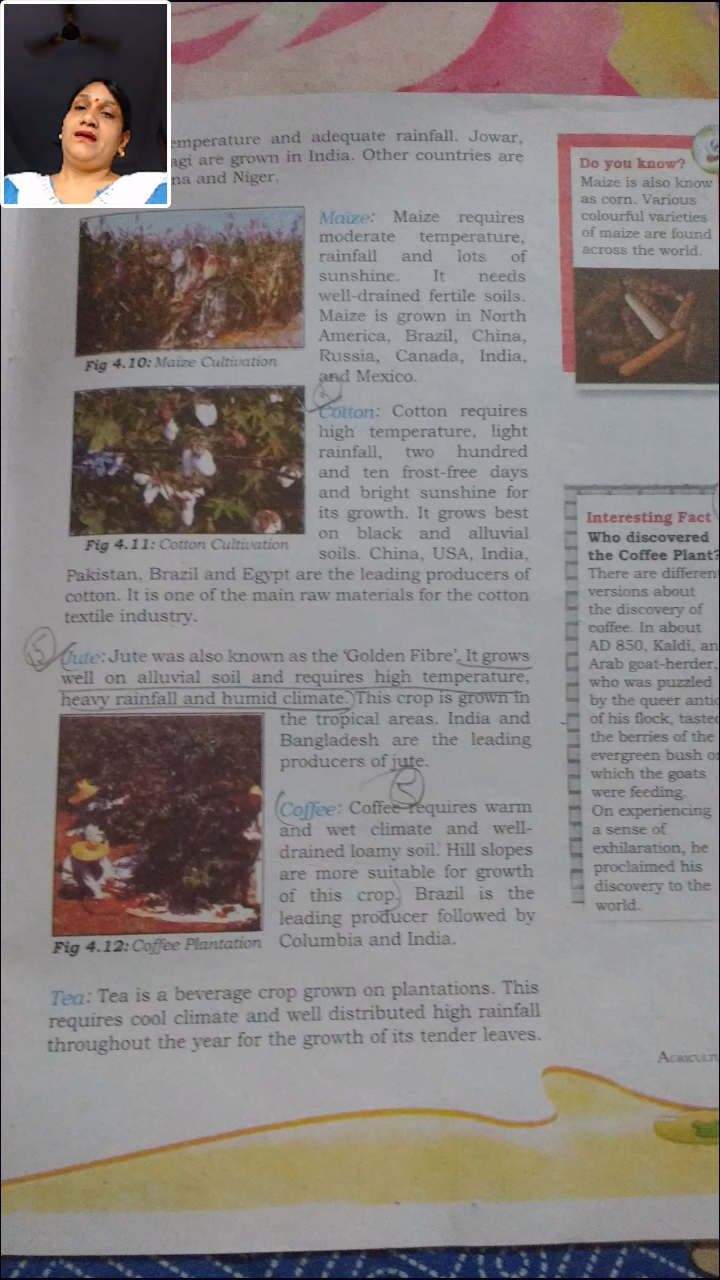 emperature and adequate rainfall. Jowar,
agi are grown in India. Other countries are
na and Niger.
Maize: Maize requires
moderate temperature,
rainfall and lots of
sunshine. It needs
well-drained fertile soils.
Maize is grown in North
America, Brazil, China,
Russia, Canada, India,
and Mexico.
Fig 4.10: Maize Cultivation
Cotton: Cotton requires
high temperature, light
rainfall, two hundred
and ten frost-free days
and bright sunshine for
its growth. It grows best
on black and alluvial
soils. China, USA, India,
Fig 4.11: Cotton Cultivation
Pakistan, Brazil and Egypt are the leading producers of
cotton. It is one of the main raw materials for the cotton
textile industry.
5
Jute: Jute was also known as the ‘Golden Fibre’. It grows
well on alluvial soil and requires high temperature,
heavy rainfall and humid climate. This crop is grown in
the tropical areas. India and
Bangladesh are the leading
producers of jute.
Coffee: Coffee requires warm
and wet climate and well-
drained loamy soil. Hill slopes
are more suitable for growth
of this crop. Brazil is the
leading producer followed by
Columbia and India.
Fig 4.12: Coffee Plantation
Tea: Tea is a beverage crop grown on plantations. This
requires cool climate and well distributed high rainfall
throughout the year for the growth of its tender leaves.
Do you know?
Maize is also know
as corn. Various
colourful varieties
of maize are found
across the world.
Interesting Fact
Who discovered
the Coffee Plant?
There are differen
versions about
the discovery of
coffee. In about
AD 850, Kaldi, an
Arab goat-herder,
who was puzzled
by the queer antic
of his flock, tasted
the berries of the
evergreen bush o
which the goats
were feeding.
On experiencing
a sense of
exhilaration, he
proclaimed his
discovery to the
world.
AGRICULTU